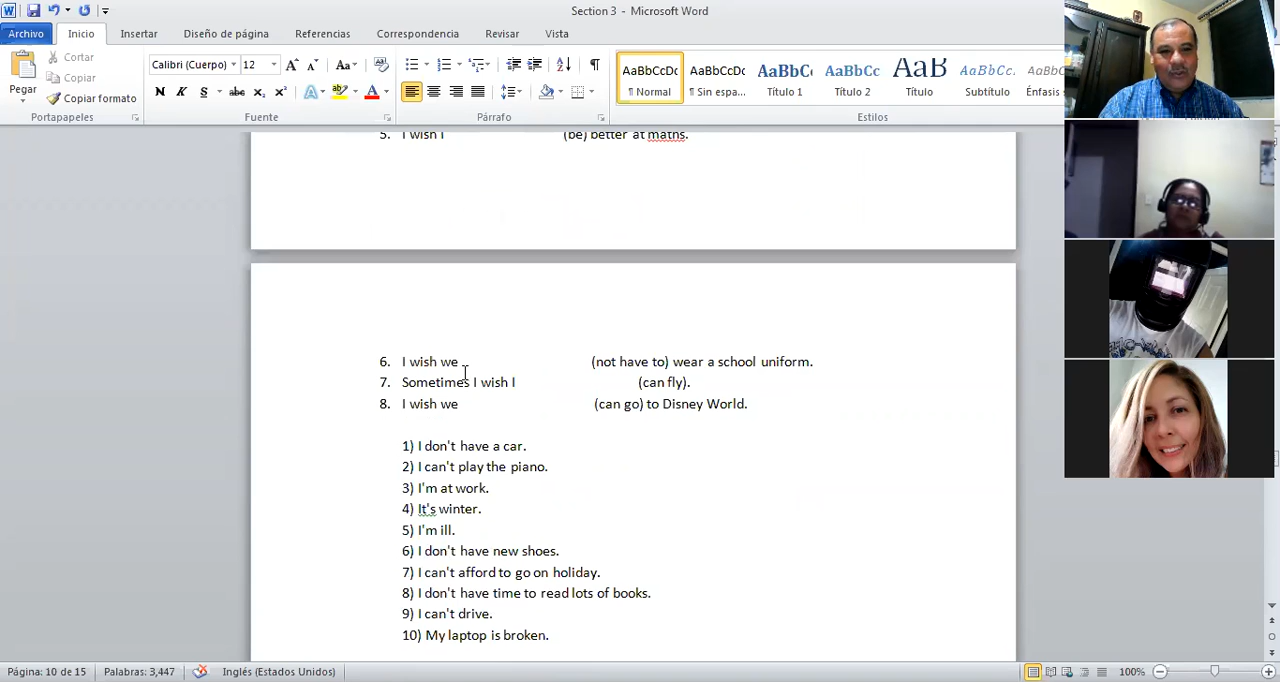 Section 3 - Microsoft Word
Archivo Inicio Insertar Diseño de página Referencias Correspondencia Revisar Vista
Pegar
Cortar
Copiar
Copiar formato
Portapapeles
Calibri (Cuerpo) 12
Fuente
Párrafo
AaBbCcDc AaBbCcDc AaBbC AaBbCc AaB AaBbCc AaBbCc
¶ Normal ¶ Sin espa... Título 1 Título 2 Título Subtítulo Énfasis
Estilos
5. I wish I (be) better at maths.
6. I wish we (not have to) wear a school uniform.
7. Sometimes I wish I (can fly).
8. I wish we (can go) to Disney World.
1) I don't have a car.
2) I can't play the piano.
3) I'm at work.
4) It's winter.
5) I'm ill.
6) I don't have new shoes.
7) I can't afford to go on holiday.
8) I don't have time to read lots of books.
9) I can't drive.
10) My laptop is broken.
Página: 10 de 15 Palabras: 3,447 Inglés (Estados Unidos) 100%